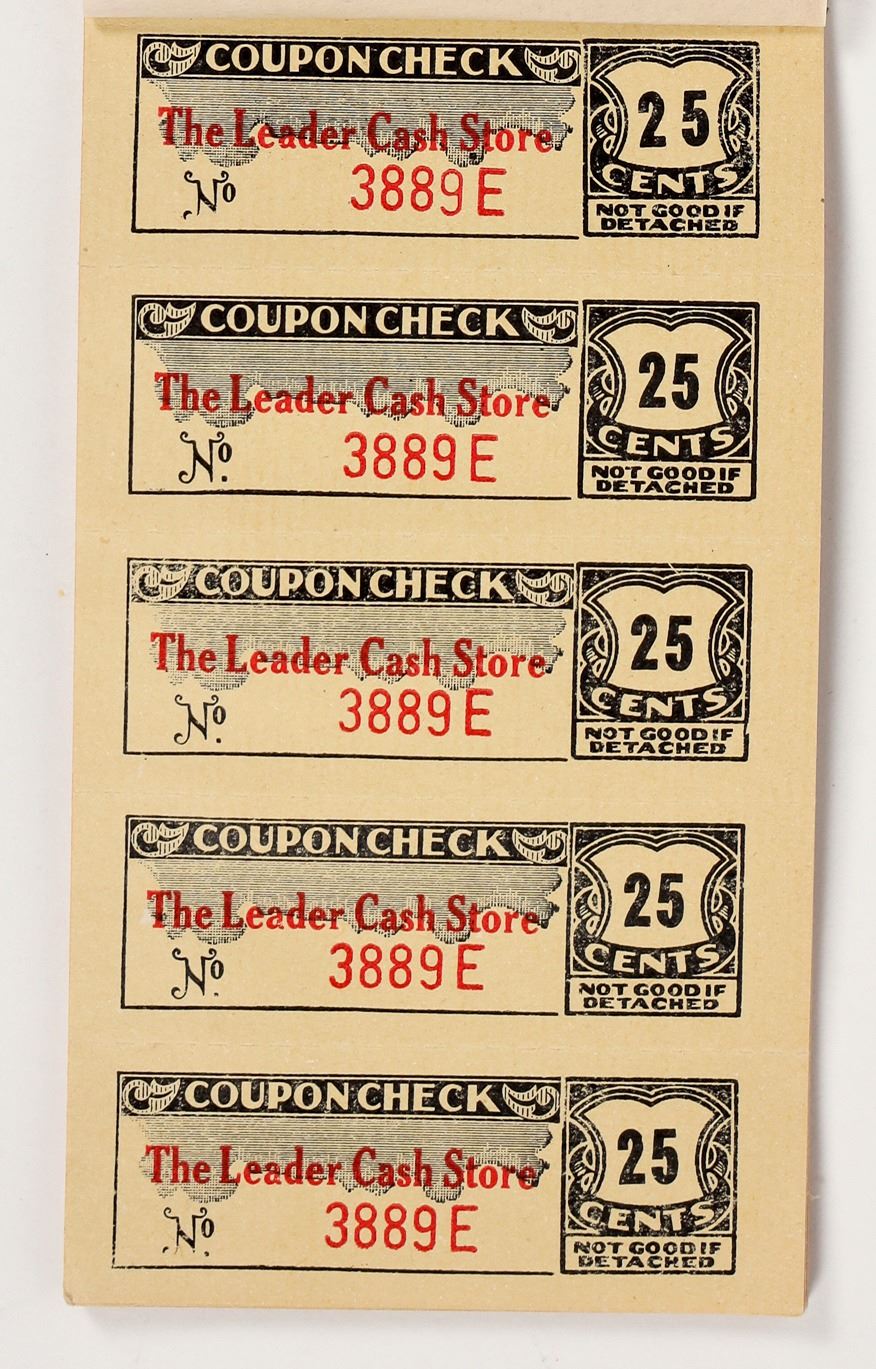 COUPON CHECK
The Leader Cash Store
No 3889 E
25
CENTS
NOT GOOD IF
DETACHED
COUPON CHECK
The Leader Cash Store
No. 3889 E
25
CENTS
NOT GOOD IF
DETACHED
COUPON CHECK
The Leader Cash Store
No. 3889 E
25
CENTS
NOT GOOD IF
DETACHED
COUPON CHECK
The Leader Cash Store
No. 3889 E
25
CENTS
NOT GOOD IF
DETACHED
COUPON CHECK
The Leader Cash Store
No. 3889 E
25
CENTS
NOT GOOD IF
DETACHED